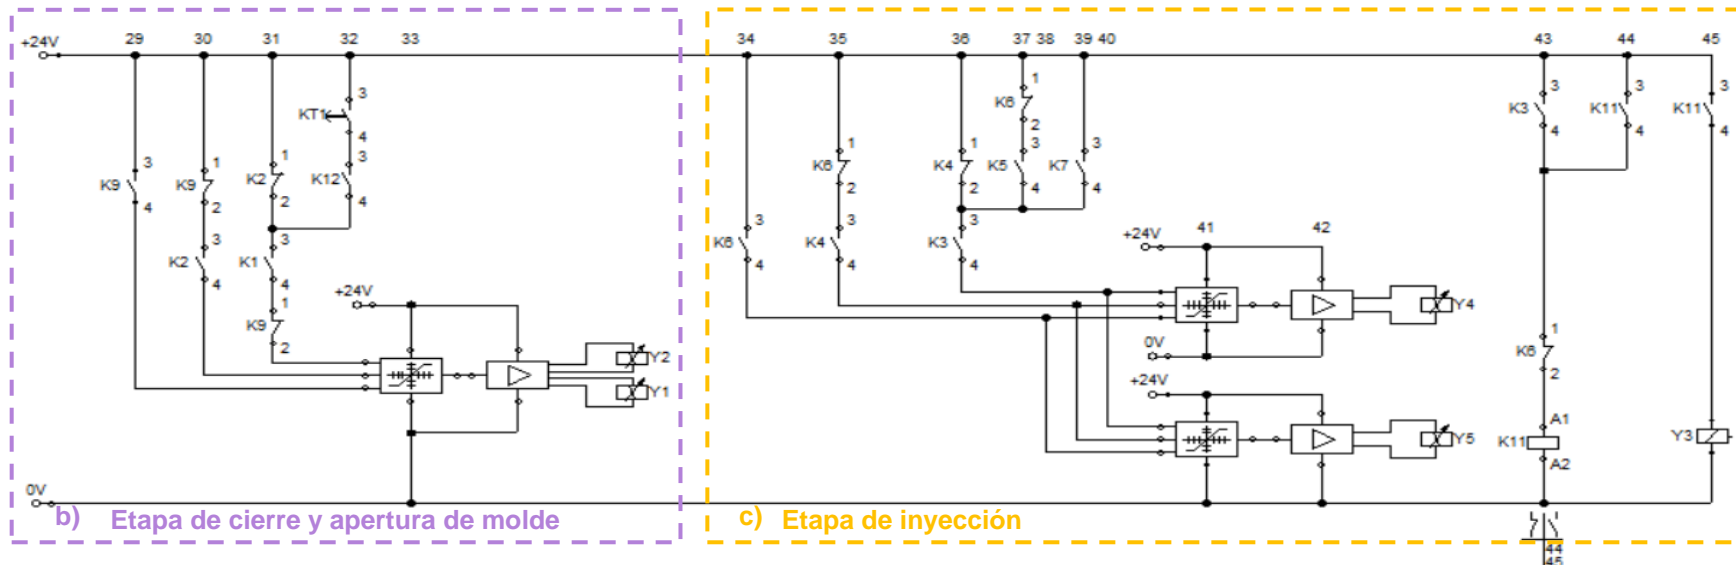 29 30 31 32 33 34 35 36 37 38 39 40 43 44 45
+24V
3 3 3 3
KT1 K3 K11 K11
4 4 4 4
1
K6
2
3 1 1 3 1 1 3 3
K9 K9 K2 K12 K6 K4 K5 K7
4 2 2 4 2 2 4 4
3 3 3 3 3
K2 K1 K6 K4 K3
4 4 4 4 4
+24V 41 42
+24V
1
K9
2
Y4
0V
1
K6
2
Y2
Y1
+24V
A1
K11
A2
Y5
Y3
0V
b) Etapa de cierre y apertura de molde
c) Etapa de inyección
44
45